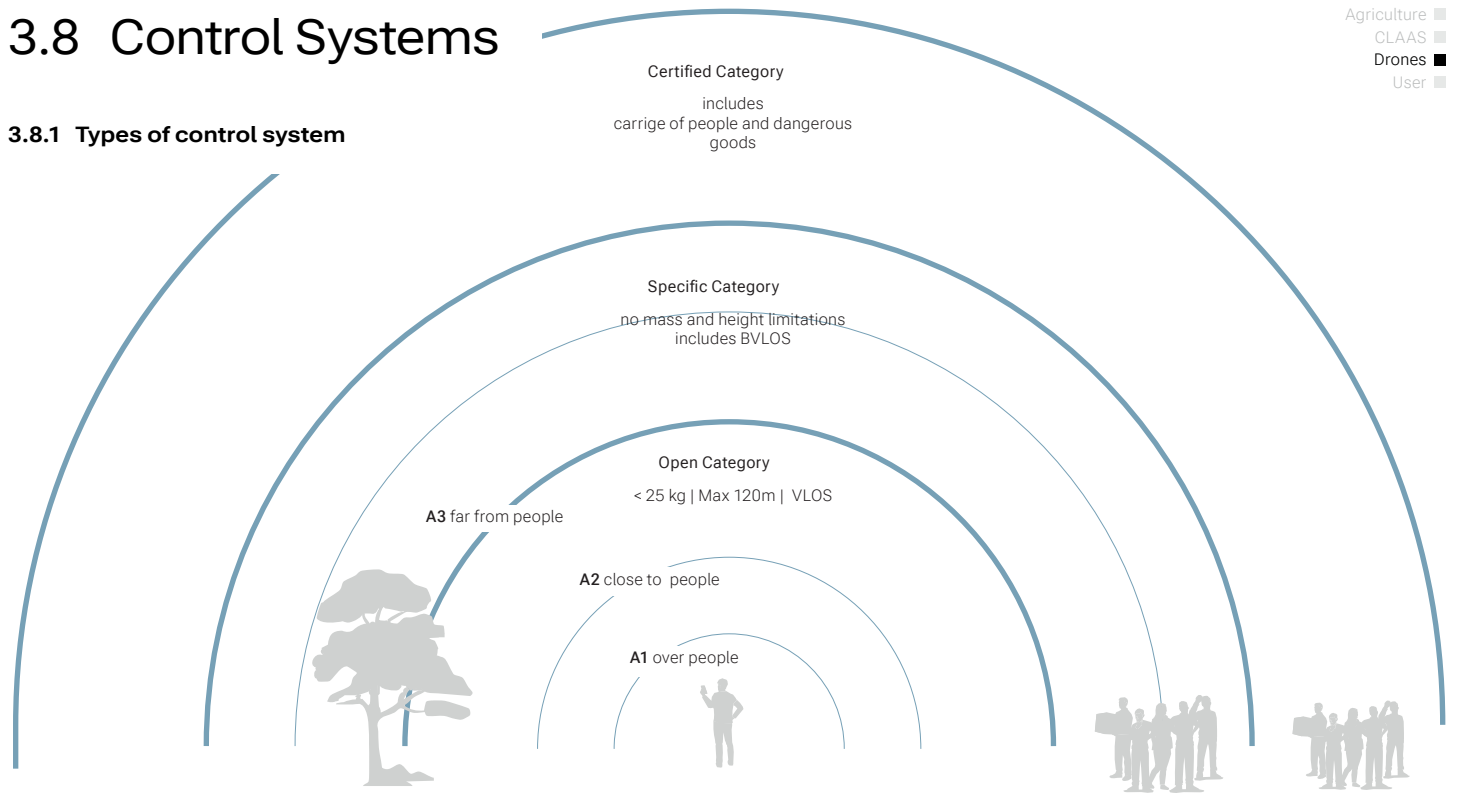 3.8 Control Systems
Agriculture
CLAAS
Drones
User
3.8.1 Types of control system
Certified Category
includes
carrige of people and dangerous
goods
Specific Category
no mass and height limitations
includes BVLOS
Open Category
< 25 kg | Max 120m | VLOS
A3 far from people
A2 close to people
A1 over people